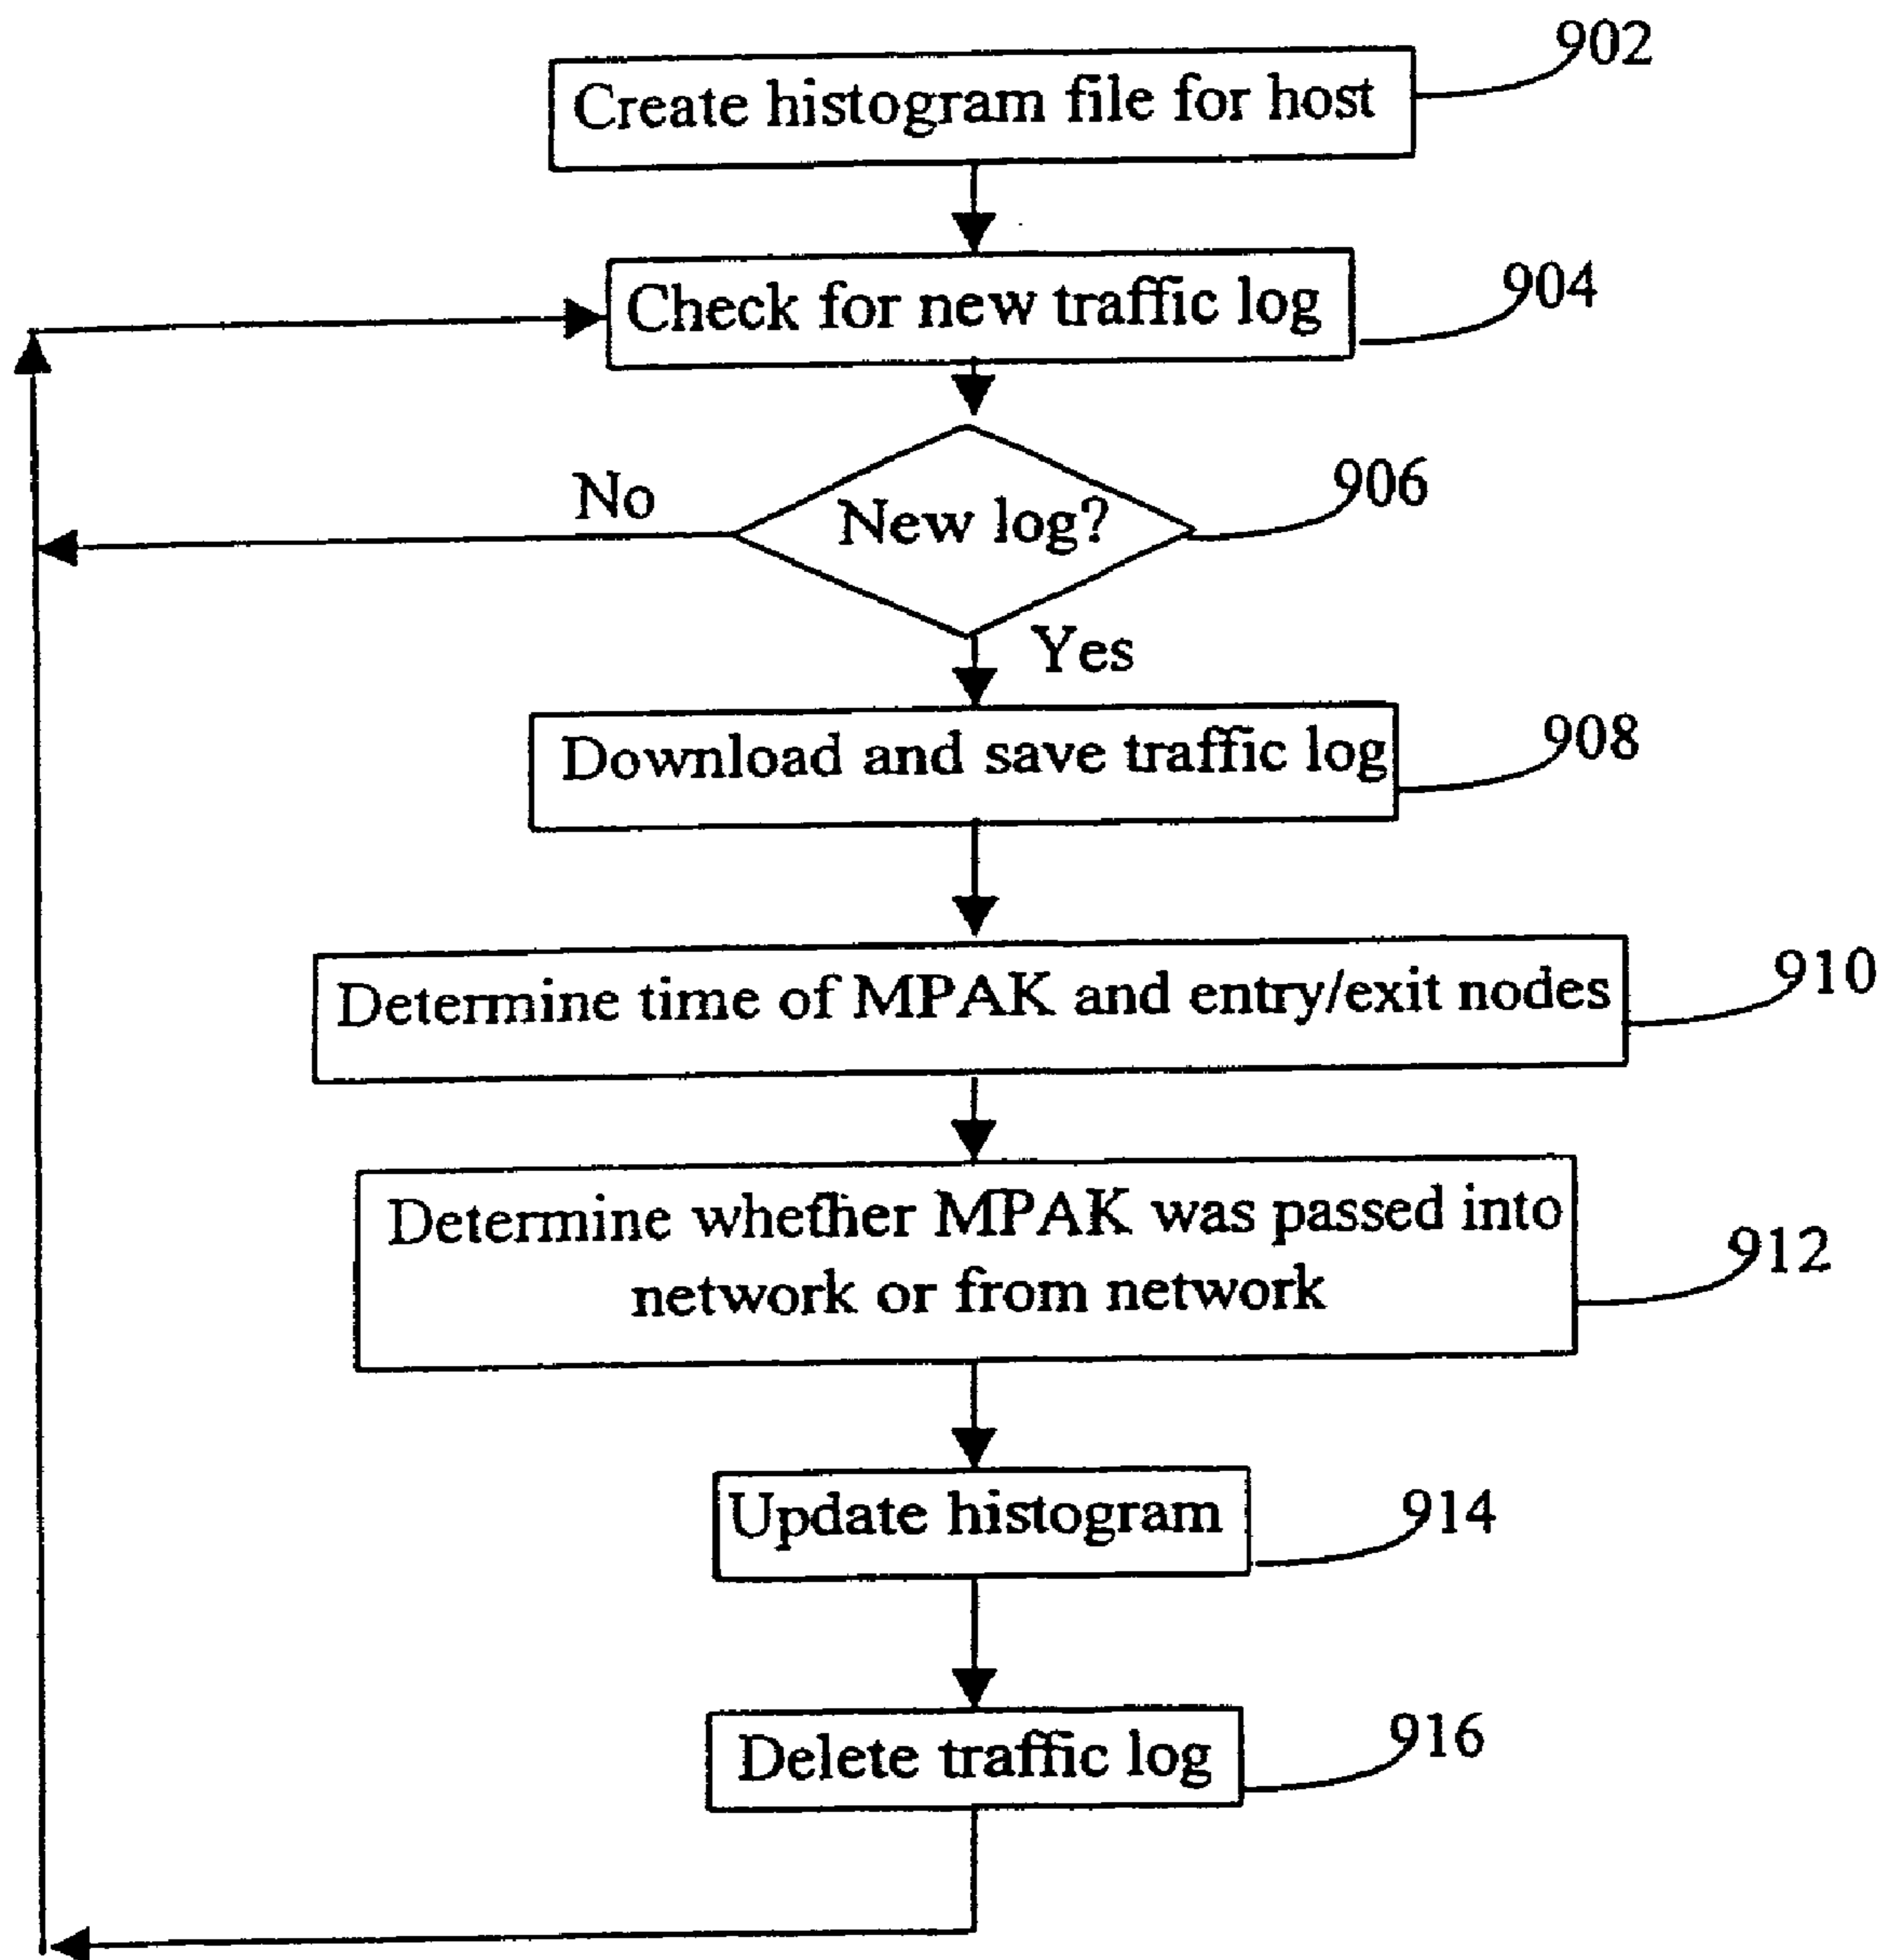 902
Create histogram file for host
904
Check for new traffic log
906
No
New log?
Yes
908
Download and save traffic log
910
Determine time of MPAK and entry/exit nodes
912
Determine whether MPAK was passed into
network or from network
914
Update histogram
916
Delete traffic log